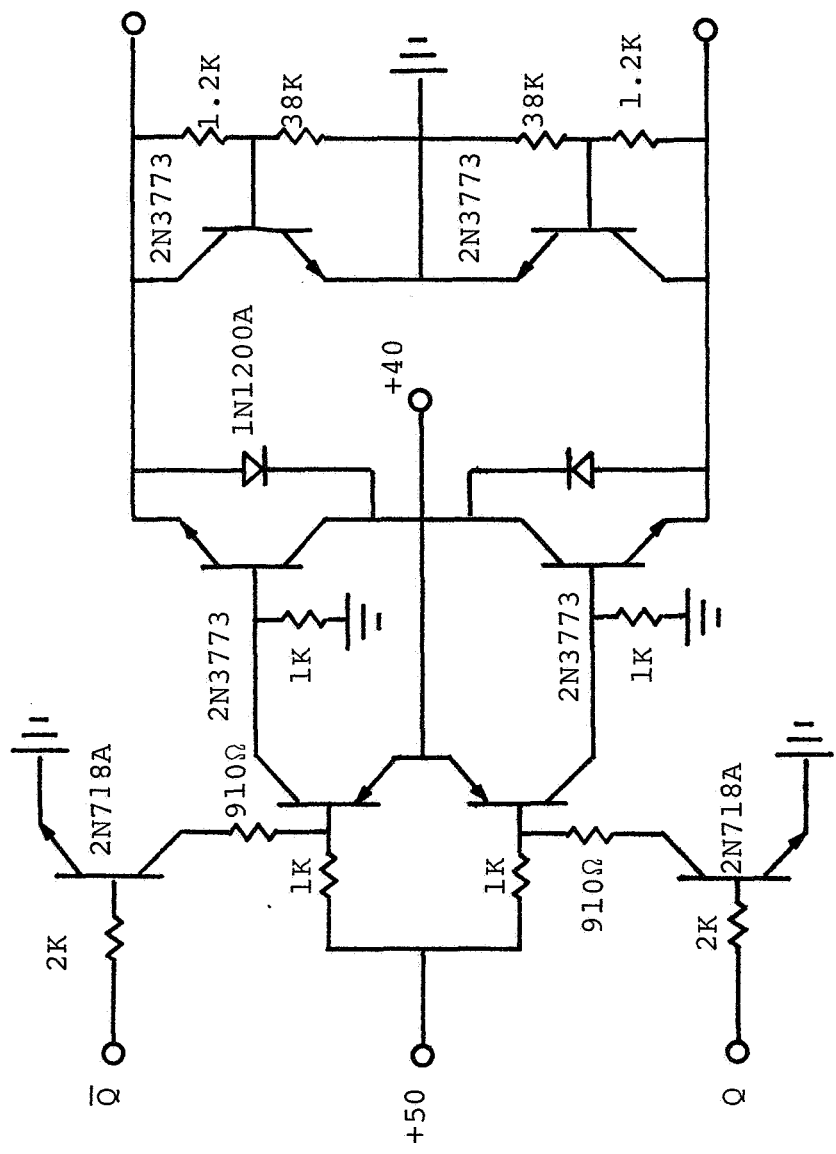 2K
Q̄
2N718A
2N3773
1.2K
2N3773
910Ω
1N1200A
38K
1K
1K
+40
+50
2N3773
1K
38K
2N3773
910Ω
1.2K
1K
2K
2N718A
Q